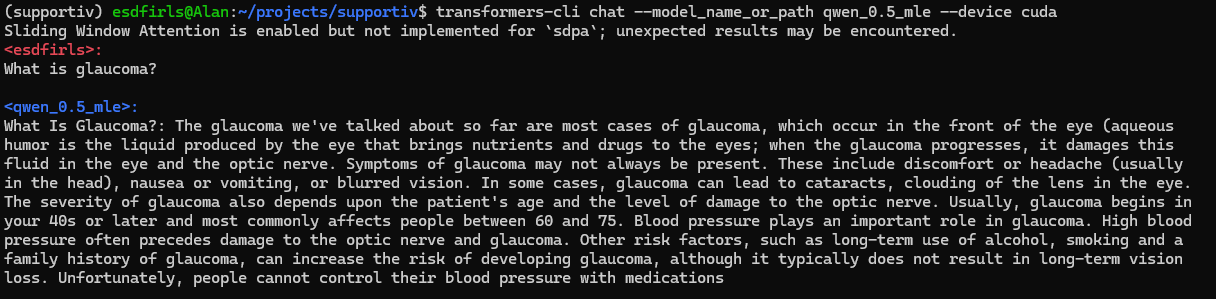 (supportiv) esdfirls@Alan:~/projects/supportiv$ transformers-cli chat --model_name_or_path qwen_0.5_mle --device cuda
Sliding Window Attention is enabled but not implemented for `sdpa`; unexpected results may be encountered.
<esdfirls>:
What is glaucoma?
<qwen_0.5_mle>:
What Is Glaucoma?: The glaucoma we've talked about so far are most cases of glaucoma, which occur in the front of the eye (aqueous
humor is the liquid produced by the eye that brings nutrients and drugs to the eyes; when the glaucoma progresses, it damages this
fluid in the eye and the optic nerve. Symptoms of glaucoma may not always be present. These include discomfort or headache (usually
in the head), nausea or vomiting, or blurred vision. In some cases, glaucoma can lead to cataracts, clouding of the lens in the eye.
The severity of glaucoma also depends upon the patient's age and the level of damage to the optic nerve. Usually, glaucoma begins in
your 40s or later and most commonly affects people between 60 and 75. Blood pressure plays an important role in glaucoma. High blood
pressure often precedes damage to the optic nerve and glaucoma. Other risk factors, such as long-term use of alcohol, smoking and a
family history of glaucoma, can increase the risk of developing glaucoma, although it typically does not result in long-term vision
loss. Unfortunately, people cannot control their blood pressure with medications